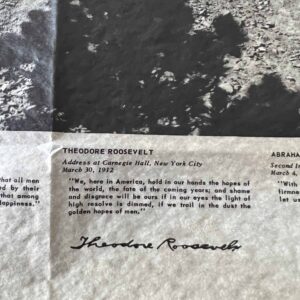 THEODORE ROOSEVELT
Address at Carnegie Hall, New York City
March 30, 1912
"We, here in America, hold in our hands the hopes of
the world, the fate of the coming years; and shame
and disgrace will be ours if in our eyes the light of
high resolve is dimmed, if we trail in the dust the
golden hopes of men."
Theodore Roosevelt
that all men
d by their
that among
appiness."
ABRAHA
Second I
March 4,
"With
firmne
let us